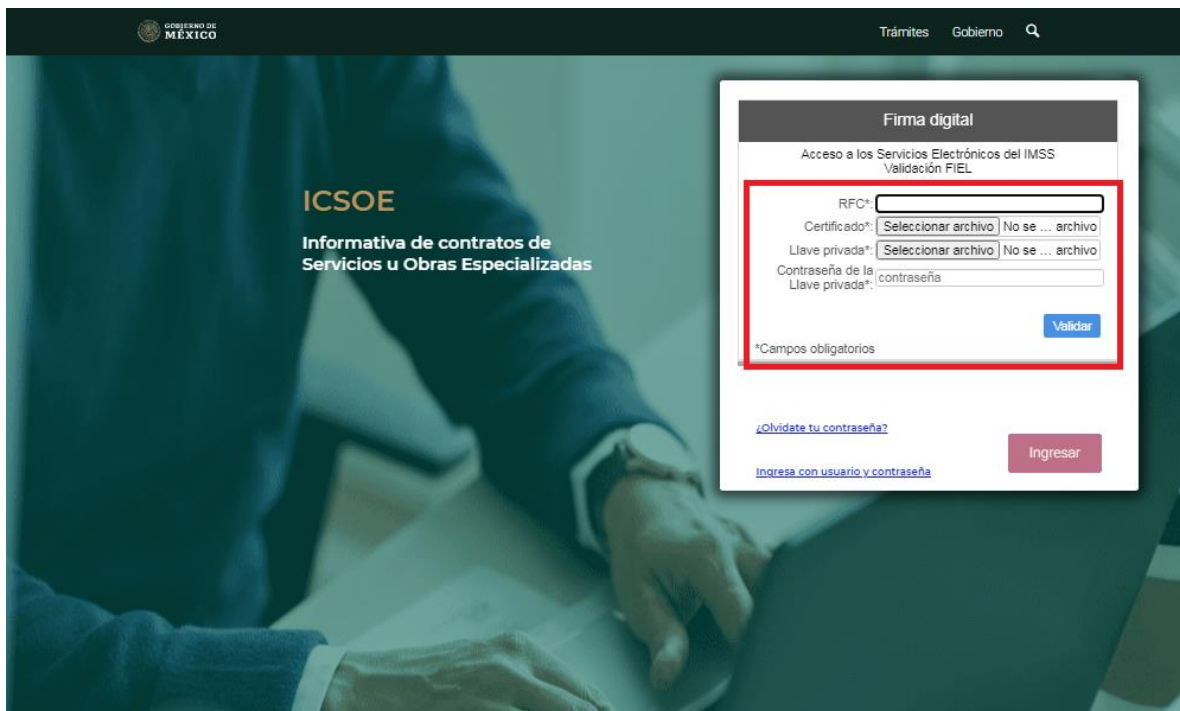 GOBIERNO DE
MÉXICO
Trámites Gobierno
ICSOE
Informativa de contratos de
Servicios u Obras Especializadas
Firma digital
Acceso a los Servicios Electrónicos del IMSS
Validación FIEL
RFC*:
Certificado*: Seleccionar archivo No se ... archivo
Llave privada*: Seleccionar archivo No se ... archivo
Contraseña de la
Llave privada*: contraseña
Validar
*Campos obligatorios
¿Olvidate tu contraseña?
Ingresar
Ingresa con usuario y contraseña